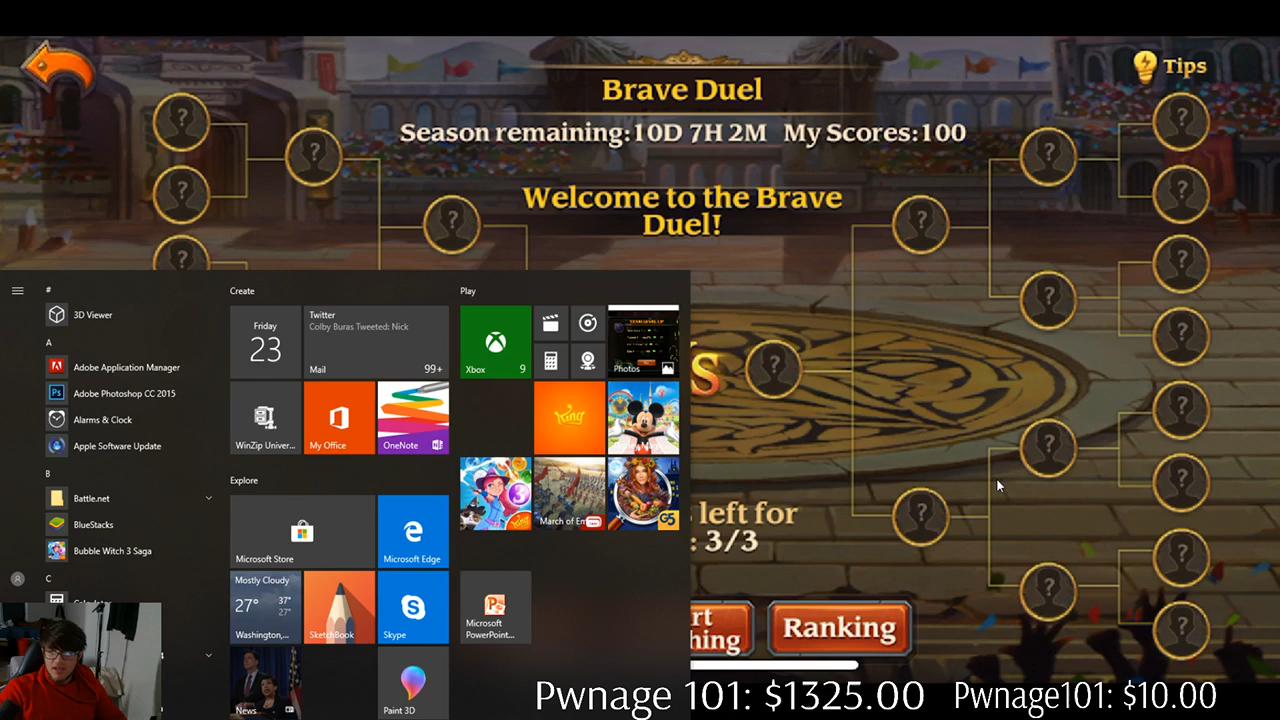 Brave Duel
Tips
Season remaining:10D 7H 2M My Scores:100
Welcome to the Brave
Duel!
left for
: 3/3
Ranking
#
3D Viewer
A
Adobe Application Manager
Adobe Photoshop CC 2015
Alarms & Clock
Apple Software Update
B
Battle.net
BlueStacks
Bubble Witch 3 Saga
C
Create
Friday
23
Twitter
Colby Buras Tweeted: Nick
Mail
99+
WinZip Univer...
My Office
OneNote
Explore
Microsoft Store
Microsoft Edge
Mostly Cloudy
27°
37°
27°
Washington,...
SketchBook
Skype
News
Paint 3D
Play
Xbox
9
Photos
King
3
King
March of Em
G5
Microsoft
PowerPoint...
Pwnage 101: $1325.00
Pwnage101: $10.00